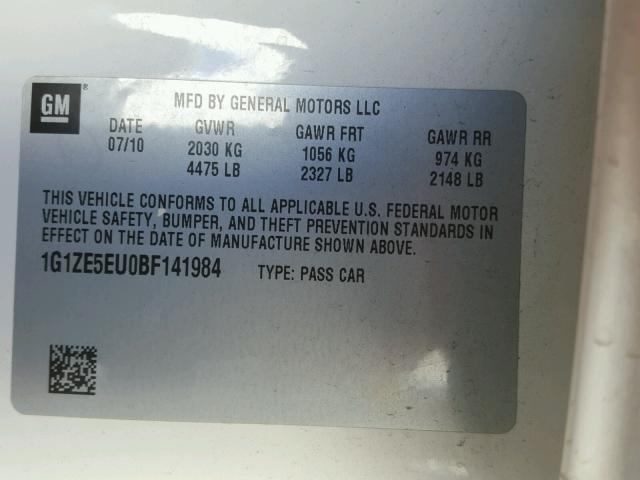 GM® MFD BY GENERAL MOTORS LLC
DATE GVWR GAWR FRT GAWR RR
07/10 2030 KG 1056 KG 974 KG
4475 LB 2327 LB 2148 LB
THIS VEHICLE CONFORMS TO ALL APPLICABLE U.S. FEDERAL MOTOR
VEHICLE SAFETY, BUMPER, AND THEFT PREVENTION STANDARDS IN
EFFECT ON THE DATE OF MANUFACTURE SHOWN ABOVE.
1G1ZE5EU0BF141984 TYPE: PASS CAR